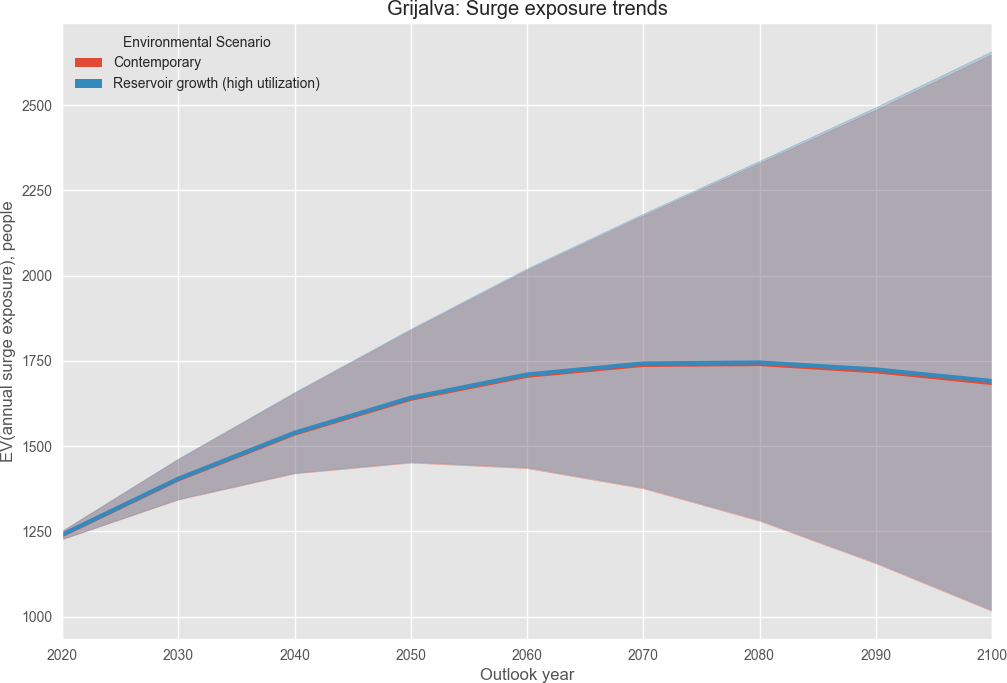 Grijalva: Surge exposure trends
Environmental Scenario
Contemporary
Reservoir growth (high utilization)
EV(annual surge exposure), people
2500
2250
2000
1750
1500
1250
1000
2020 2030 2040 2050 2060 2070 2080 2090 2100
Outlook year